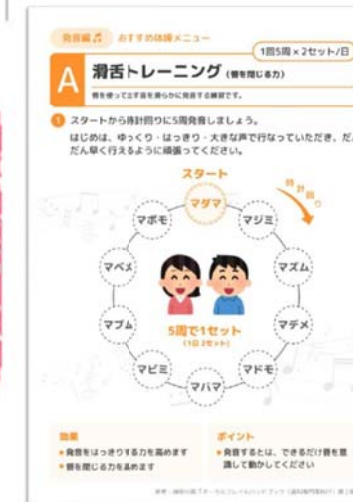 発音編 おすすめ体操メニュー
1回5周×2セット/日
A 滑舌トレーニング (唇を閉じる力)
唇を使って出す音を滑らかに発音する練習です。
1 スタートから時計回りに5周発音しましょう。
はじめは、ゆっくり・はっきり・大きな声で行なっていただき、だ
だん早く行えるように頑張ってください。
スタート
時計回り
マダマ
マジミ
マズム
マデメ
マドモ
マバマ
マビミ
マブム
マベメ
マボモ
5周で1セット
(1日2セット)
効果
発音をはっきりする力を高めます
唇を閉じる力を高めます
ポイント
発音するとは、できるだけ唇を意
識して動かしてください